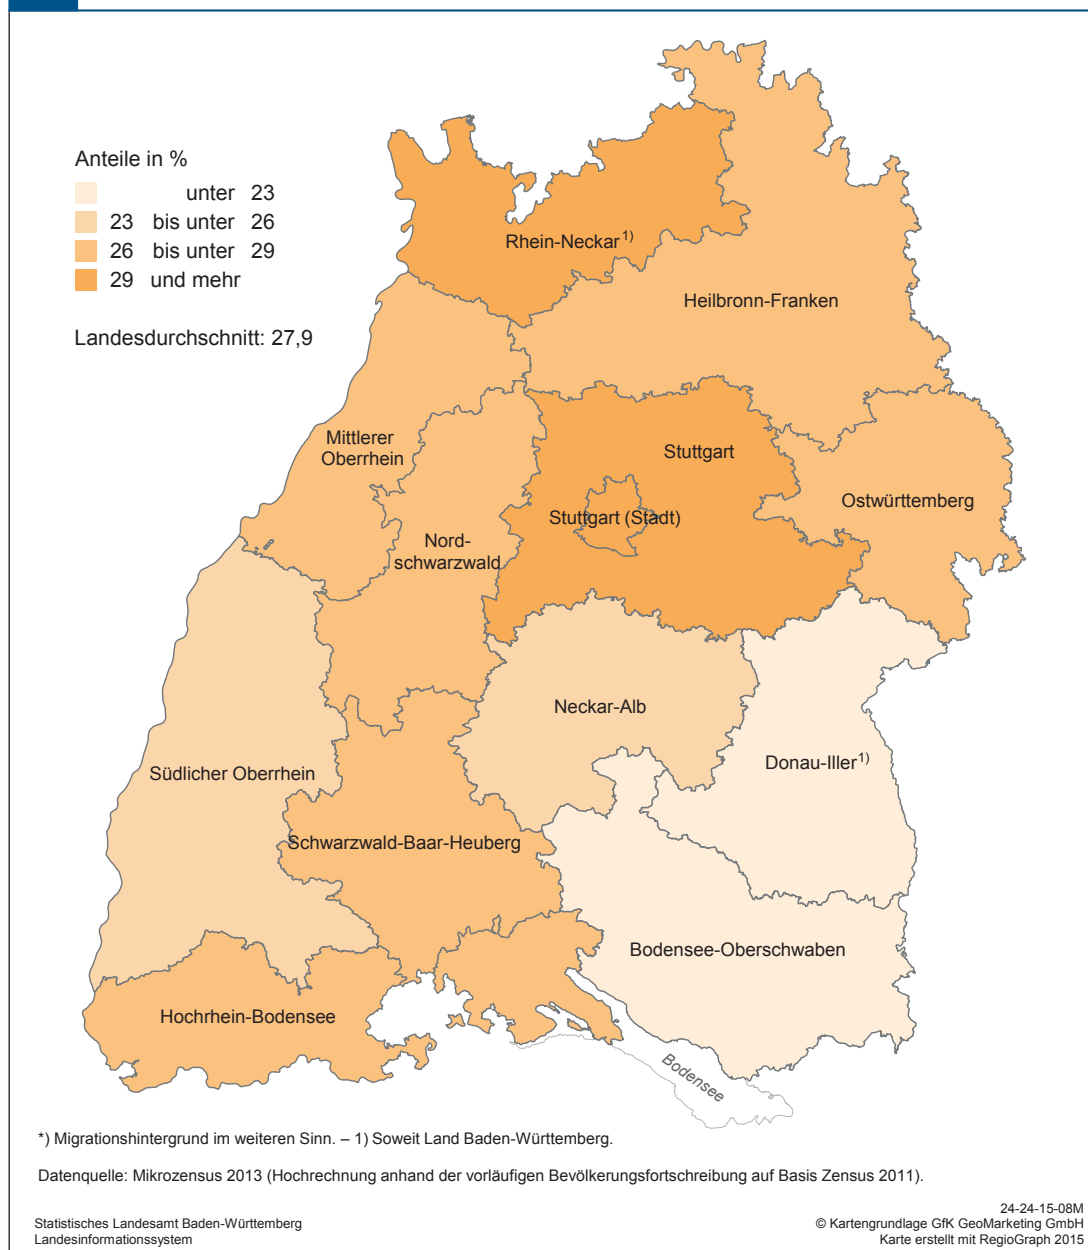 Anteile in %
unter 23
23 bis unter 26
26 bis unter 29
29 und mehr
Landesdurchschnitt: 27,9
Rhein-Neckar1)
Heilbronn-Franken
Mittlerer
Oberrhein
Stuttgart
Ostwürttemberg
Stuttgart (Stadt)
Nord-
schwarzwald
Neckar-Alb
Donau-Iller1)
Südlicher Oberrhein
Schwarzwald-Baar-Heuberg
Bodensee-Oberschwaben
Hochrhein-Bodensee
Bodensee
*) Migrationshintergrund im weiteren Sinn. – 1) Soweit Land Baden-Württemberg.
Datenquelle: Mikrozensus 2013 (Hochrechnung anhand der vorläufigen Bevölkerungsfortschreibung auf Basis Zensus 2011).
24-24-15-08M
Statistisches Landesamt Baden-Württemberg
© Kartengrundlage GfK GeoMarketing GmbH
Landesinformationssystem
Karte erstellt mit RegioGraph 2015